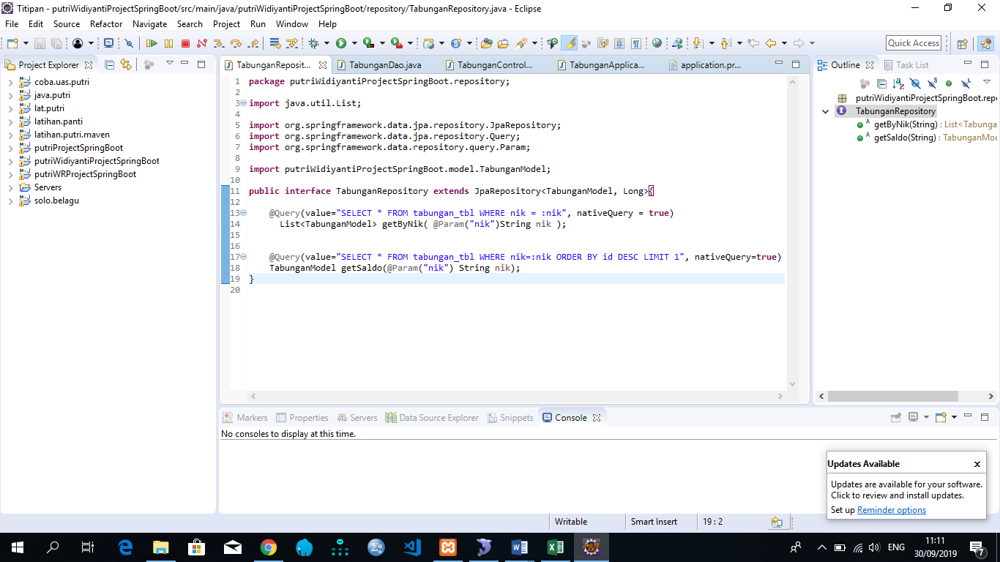 Titipan - putriWidiyantiProjectSpringBoot/src/main/java/putriWidiyantiProjectSpringBoot/repository/TabunganRepository.java - Eclipse
File Edit Source Refactor Navigate Search Project Run Window Help
Quick Access
Project Explorer
coba.uas.putri
java.putri
lat.putri
latihan.panti
latihan.putri.maven
putriProjectSpringBoot
putriWidiyantiProjectSpringBoot
putriWRProjectSpringBoot
Servers
solo.belagu
TabunganReposit... TabunganDao.java TabunganControl... TabunganApplica... application.pr...
1 package putriWidiyantiProjectSpringBoot.repository;
2
3 import java.util.List;
4
5 import org.springframework.data.jpa.repository.JpaRepository;
6 import org.springframework.data.jpa.repository.Query;
7 import org.springframework.data.repository.query.Param;
8
9 import putriWidiyantiProjectSpringBoot.model.TabunganModel;
10
11 public interface TabunganRepository extends JpaRepository<TabunganModel, Long>{
12
13 @Query(value="SELECT * FROM tabungan_tbl WHERE nik = :nik", nativeQuery = true)
14 List<TabunganModel> getByNik( @Param("nik")String nik );
15
16
17 @Query(value="SELECT * FROM tabungan_tbl WHERE nik=:nik ORDER BY id DESC LIMIT 1", nativeQuery=true)
18 TabunganModel getSaldo(@Param("nik") String nik);
19 }
20
Outline Task List
putriWidiyantiProjectSpringBoot.repo
TabunganRepository
getByNik(String) : List<Tabunga
getSaldo(String) : TabunganMod
Markers Properties Servers Data Source Explorer Snippets Console
No consoles to display at this time.
Updates Available
Updates are available for your software.
Click to review and install updates.
Set up Reminder options
Writable Smart Insert 19 : 2
ENG
11:11
30/09/2019
7